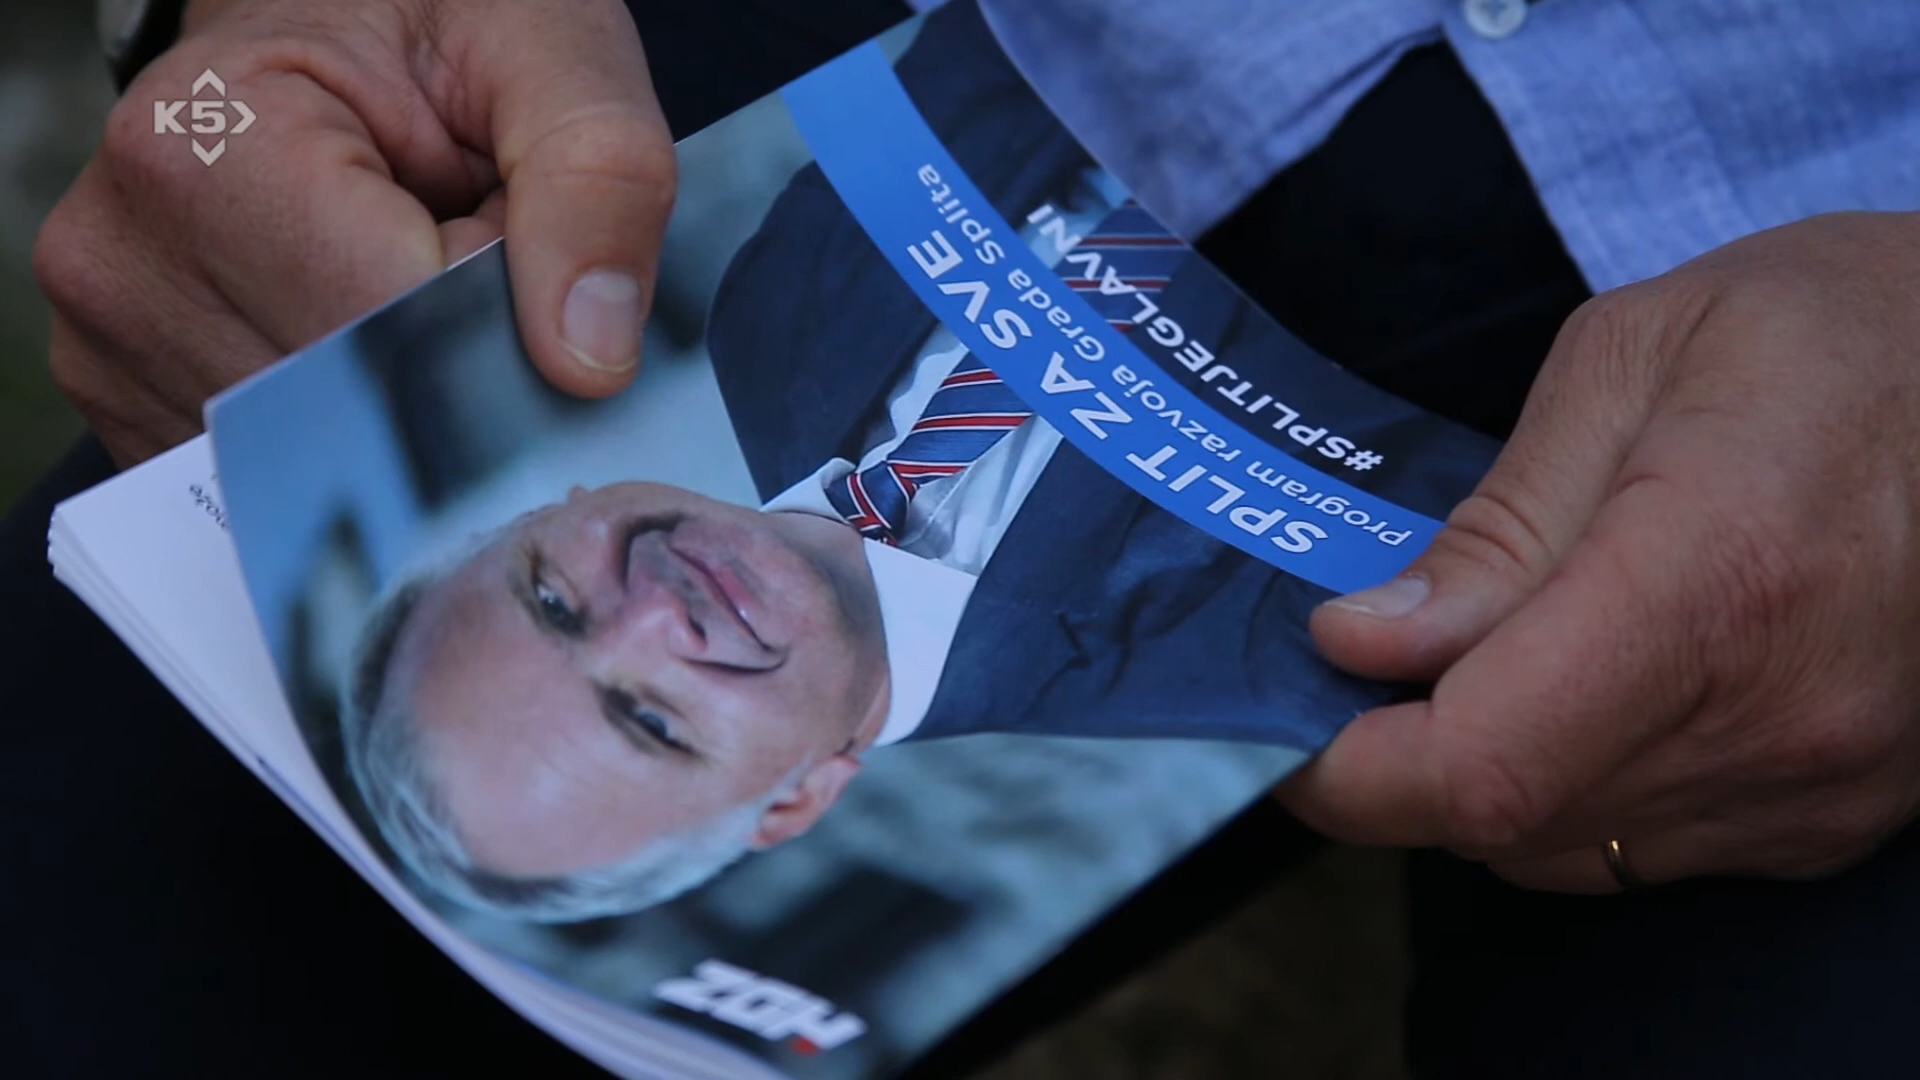 K5
HDZ
SPLIT ZA SVE
program razvoja Grada Splita
#SPLITJEGLAVNI